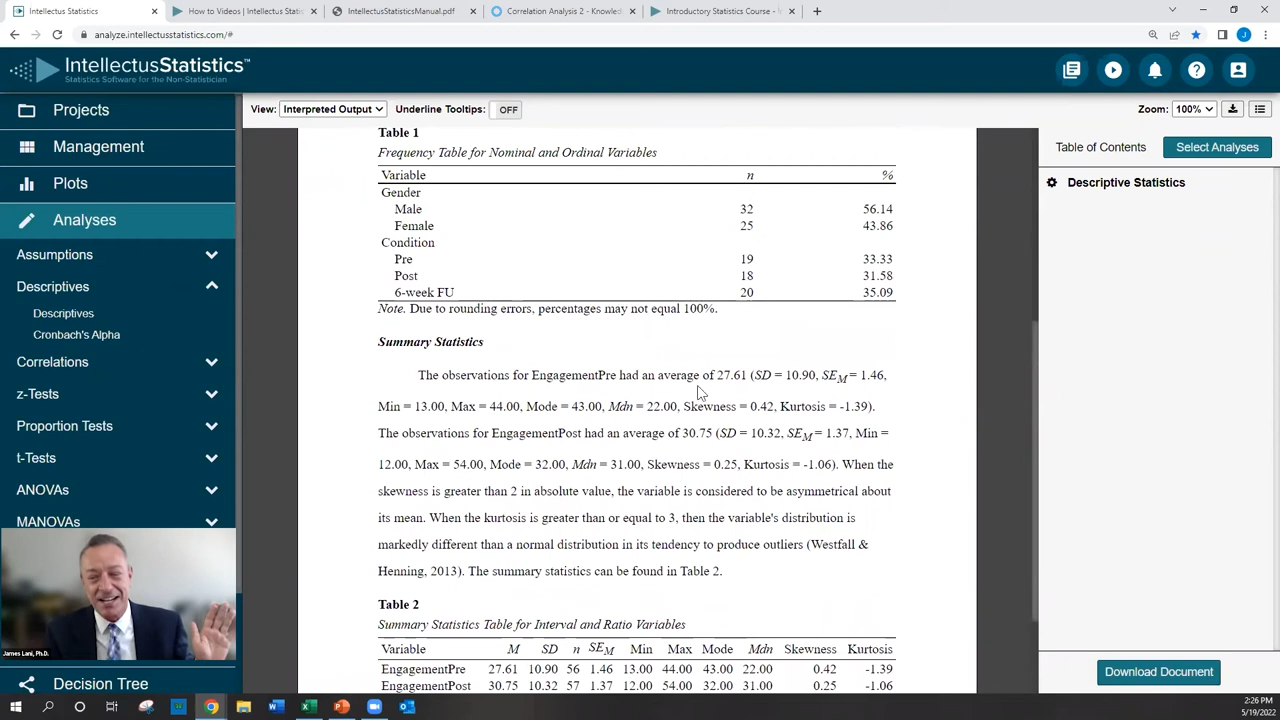 Intellectus Statistics
How to Videos | Intellectus Statis
IntellectusStatisticsManual.pdf
Correlation Analysis 2 - Knowled
Introductory Statistics Course -
analyze.intellectusstatistics.com/#
IntellectusStatistics™
Statistics Software for the Non-Statistician
Projects
Management
Plots
Analyses
Assumptions
Descriptives
Descriptives
Cronbach's Alpha
Correlations
z-Tests
Proportion Tests
t-Tests
ANOVAs
MANOVAs
James Lani, Ph.D.
Decision Tree
View: Interpreted Output Underline Tooltips: OFF
Zoom: 100%
Table 1
Frequency Table for Nominal and Ordinal Variables
Variable n %
Gender
Male 32 56.14
Female 25 43.86
Condition
Pre 19 33.33
Post 18 31.58
6-week FU 20 35.09
Note. Due to rounding errors, percentages may not equal 100%.
Summary Statistics
The observations for EngagementPre had an average of 27.61 (SD = 10.90, SEM = 1.46,
Min = 13.00, Max = 44.00, Mode = 43.00, Mdn = 22.00, Skewness = 0.42, Kurtosis = -1.39).
The observations for EngagementPost had an average of 30.75 (SD = 10.32, SEM = 1.37, Min =
12.00, Max = 54.00, Mode = 32.00, Mdn = 31.00, Skewness = 0.25, Kurtosis = -1.06). When the
skewness is greater than 2 in absolute value, the variable is considered to be asymmetrical about
its mean. When the kurtosis is greater than or equal to 3, then the variable's distribution is
markedly different than a normal distribution in its tendency to produce outliers (Westfall &
Henning, 2013). The summary statistics can be found in Table 2.
Table 2
Summary Statistics Table for Interval and Ratio Variables
Variable M SD n SEM Min Max Mode Mdn Skewness Kurtosis
EngagementPre 27.61 10.90 56 1.46 13.00 44.00 43.00 22.00 0.42 -1.39
EngagementPost 30.75 10.32 57 1.37 12.00 54.00 32.00 31.00 0.25 -1.06
Table of Contents Select Analyses
Descriptive Statistics
Download Document
2:26 PM
5/19/2022